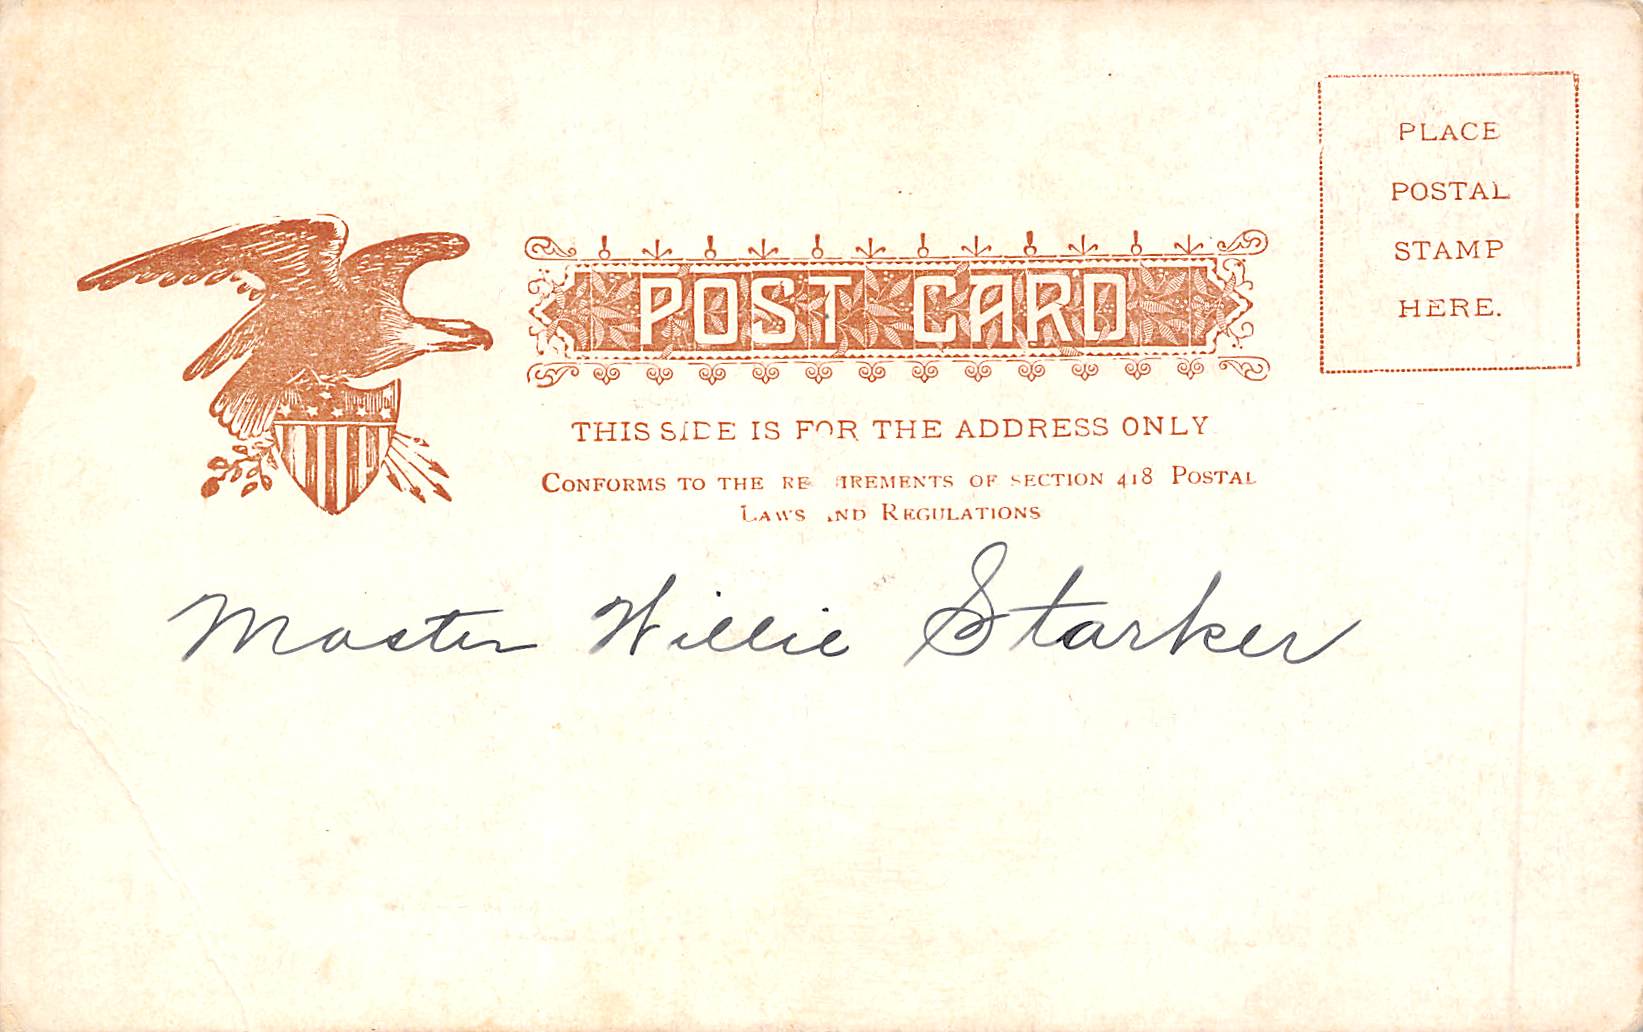 PLACE
POSTAL
STAMP
HERE.
POST CARD
THIS SIDE IS FOR THE ADDRESS ONLY
CONFORMS TO THE REQUIREMENTS OF SECTION 418 POSTAL
LAWS AND REGULATIONS
Master Willie Starker